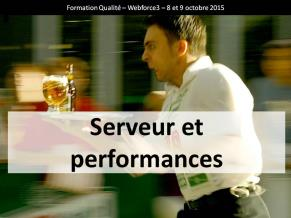 Formation Qualité – Webforce3 – 8 et 9 octobre 2015
Serveur et
performances